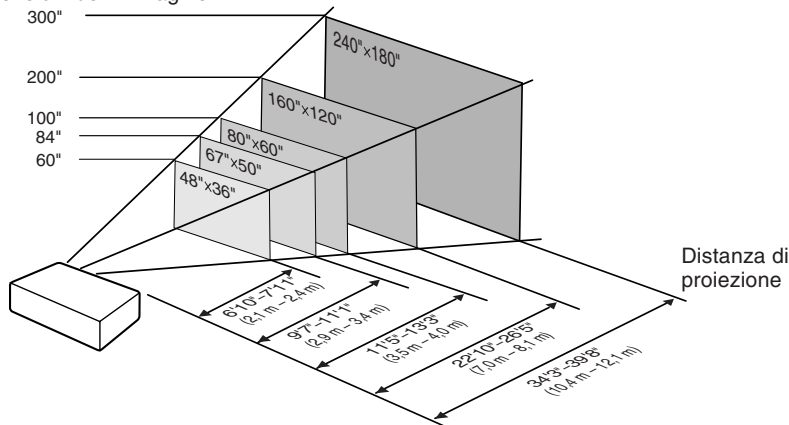 300"
200"
100"
84"
60"
240"×180"
160"×120"
80"×60"
67"×50"
48"×36"
Distanza di
proiezione
6'10"–7'11"
(2,1 m – 2,4 m)
9'7"–11'1"
(2,9 m – 3,4 m)
11'5"–13'3"
(3,5 m – 4,0 m)
22'10"–26'5"
(7,0 m – 8,1 m)
34'3"–39'8"
(10,4 m – 12,1 m)